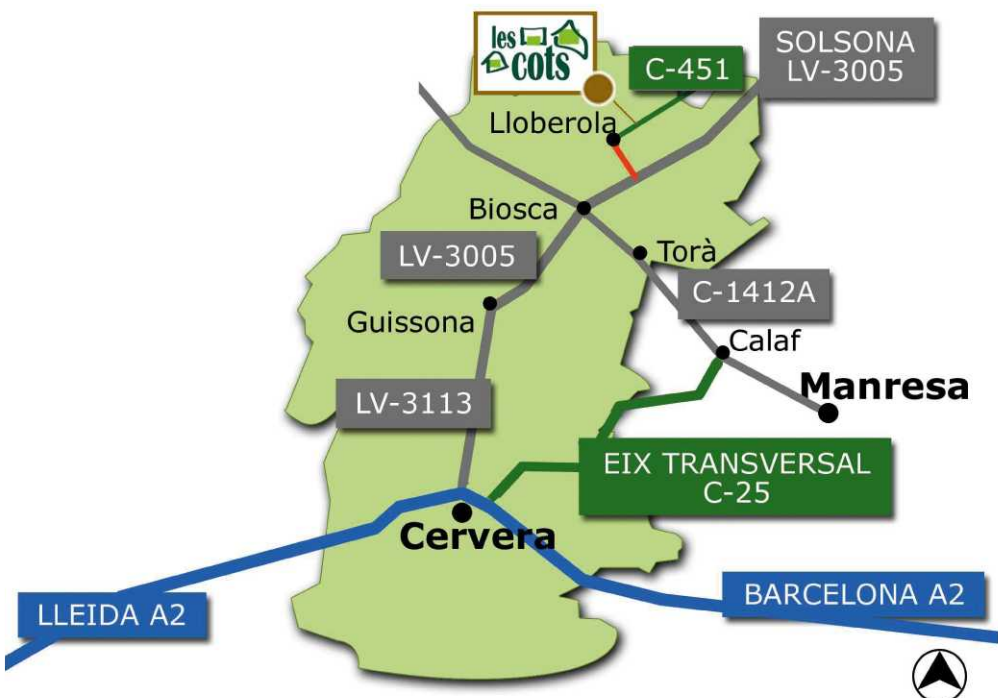 les
cots
C-451
SOLSONA
LV-3005
Lloberola
Biosca
Torà
LV-3005
C-1412A
Guissona
Calaf
LV-3113
Manresa
EIX TRANSVERSAL
C-25
Cervera
LLEIDA A2
BARCELONA A2